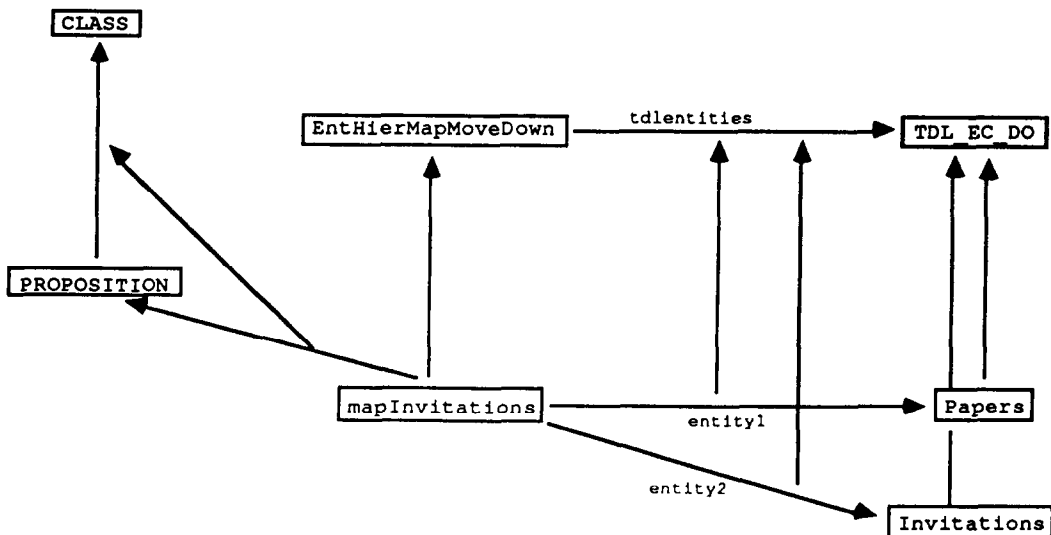 CLASS
EntHierMapMoveDown
tdlentities
TDL_EC_DO
PROPOSITION
mapInvitations
entity1
Papers
entity2
Invitations